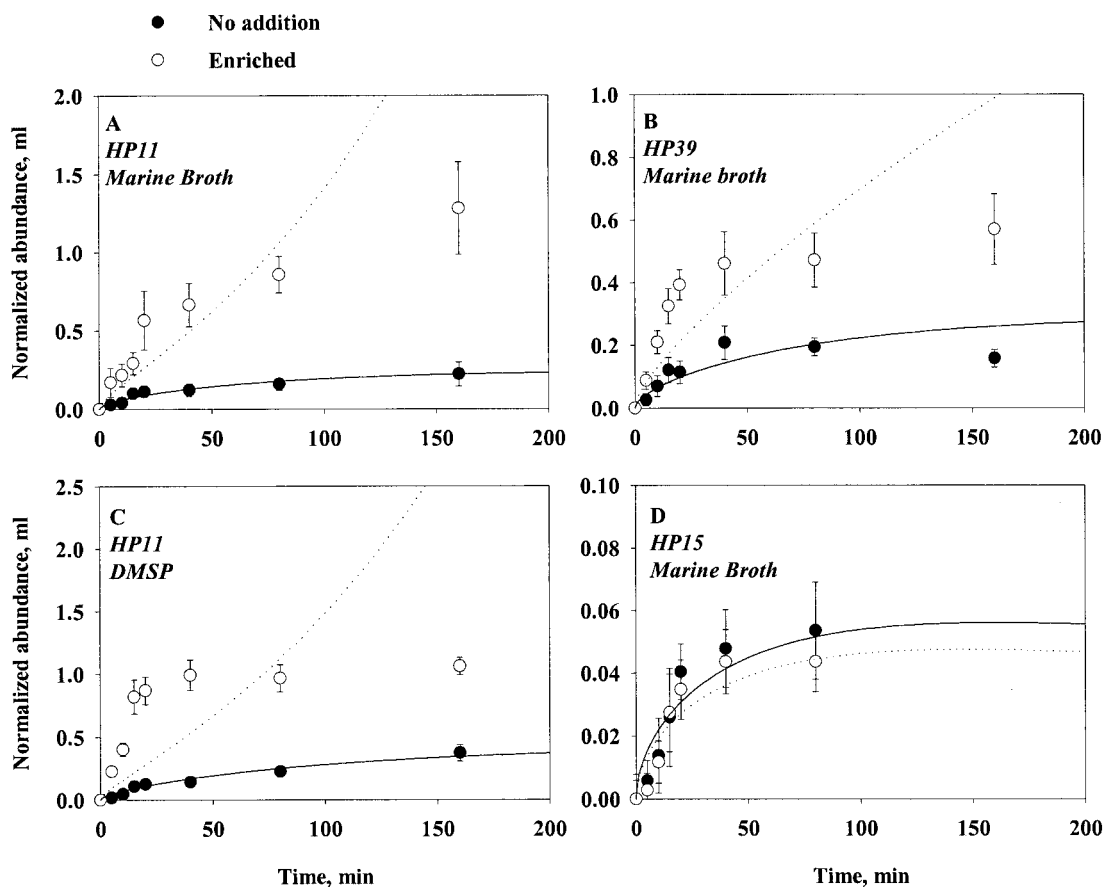 No addition
Enriched
Normalized abundance, ml
2.0
1.5
1.0
0.5
0.0
A
HP11
Marine Broth
0 50 100 150 200
1.0
0.8
0.6
0.4
0.2
0.0
B
HP39
Marine broth
0 50 100 150 200
Normalized abundance, ml
2.5
2.0
1.5
1.0
0.5
0.0
C
HP11
DMSP
0 50 100 150 200
Time, min
0.10
0.08
0.06
0.04
0.02
0.00
D
HP15
Marine Broth
0 50 100 150 200
Time, min